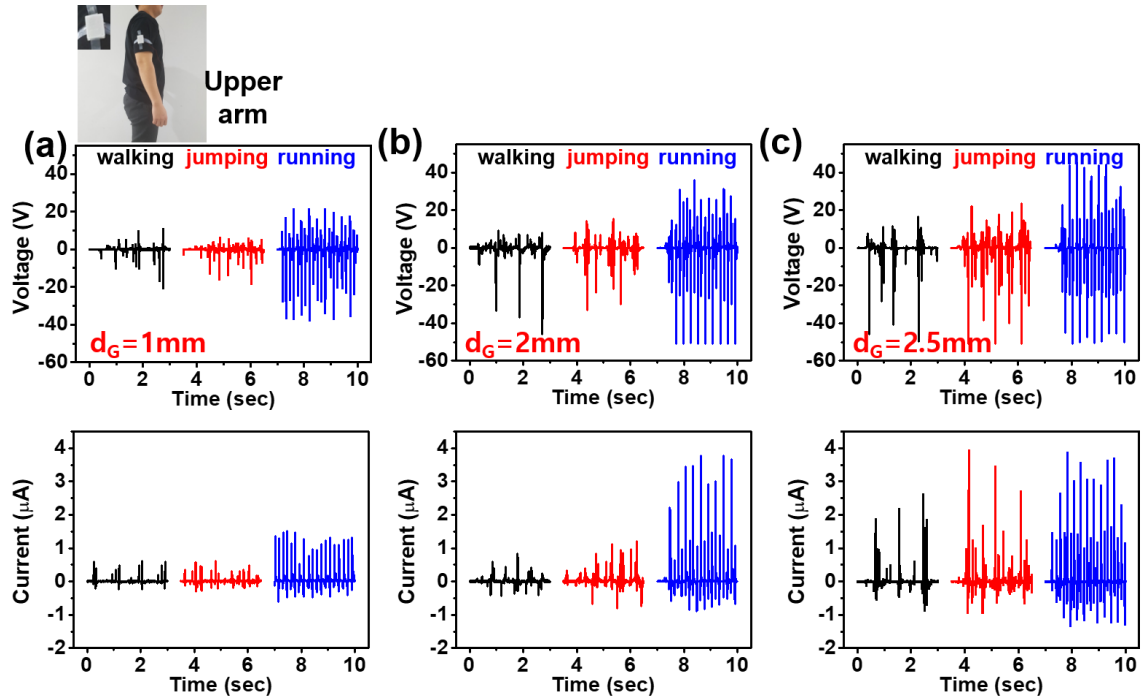 Upper
arm
(a)
walking jumping running
Voltage (V)
40
20
0
-20
-40
-60
d_G=1mm
0 2 4 6 8 10
Time (sec)
(b)
walking jumping running
Voltage (V)
60
40
20
0
-20
-40
-60
d_G=2mm
0 2 4 6 8 10
Time (sec)
(c)
walking jumping running
Voltage (V)
40
20
0
-20
-40
-60
d_G=2.5mm
0 2 4 6 8 10
Time (sec)
Current (μA)
4
3
2
1
0
-1
-2
0 2 4 6 8 10
Time (sec)
Current (μA)
4
3
2
1
0
-1
-2
0 2 4 6 8 10
Time (sec)
Current (μA)
4
3
2
1
0
-1
-2
0 2 4 6 8 10
Time (sec)